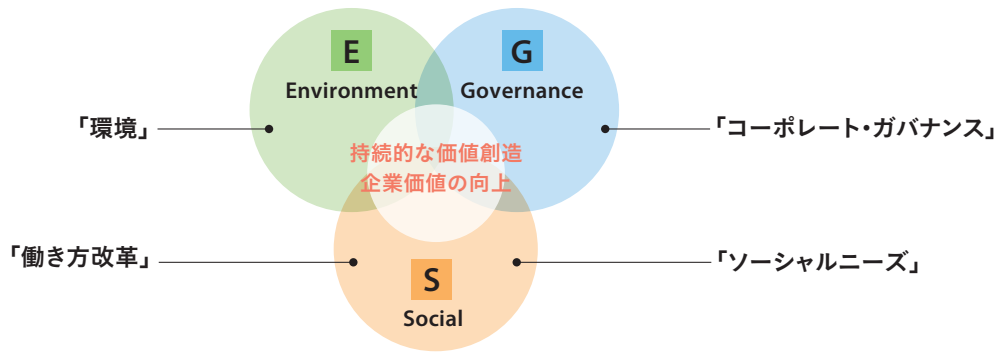 E
Environment
G
Governance
「環境」
「コーポレート・ガバナンス」
持続的な価値創造
企業価値の向上
「働き方改革」
「ソーシャルニーズ」
S
Social